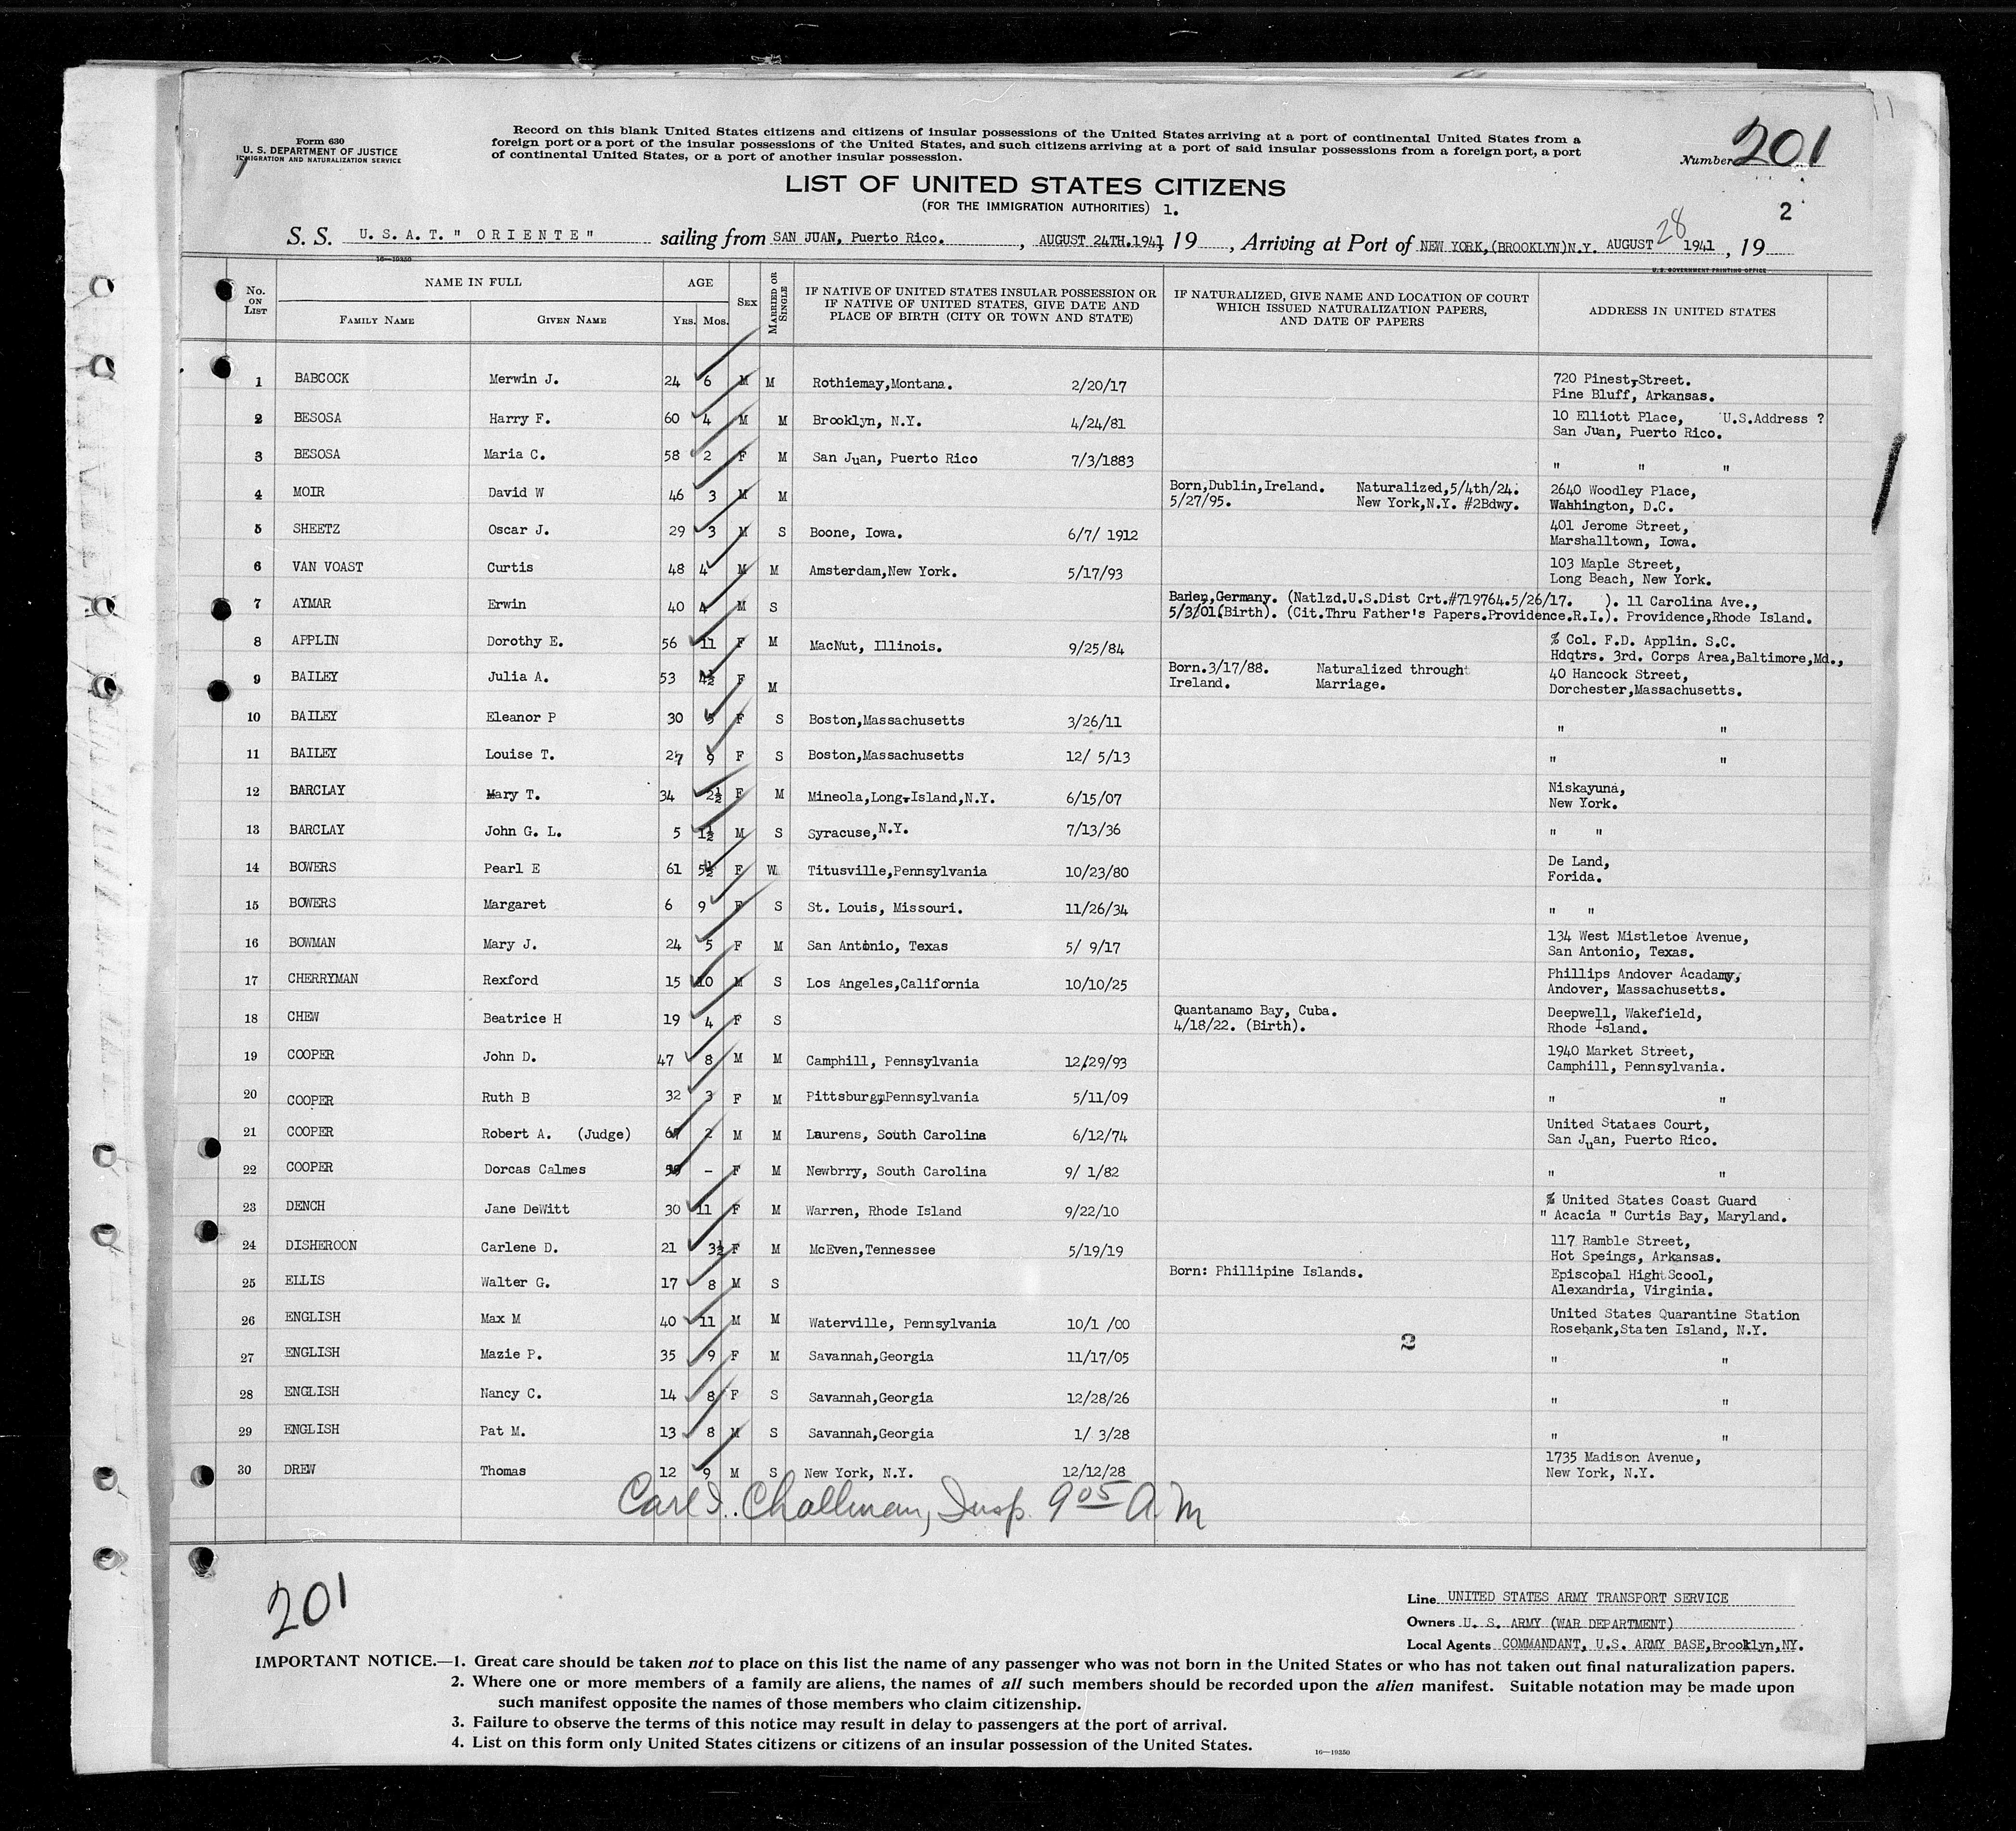 Form 630
U. S. DEPARTMENT OF JUSTICE
IMMIGRATION AND NATURALIZATION SERVICE
Record on this blank United States citizens and citizens of insular possessions of the United States arriving at a port of continental United States from a
foreign port or a port of the insular possessions of the United States, and such citizens arriving at a port of said insular possessions from a foreign port, a port
of continental United States, or a port of another insular possession.
Number 201
LIST OF UNITED STATES CITIZENS
(FOR THE IMMIGRATION AUTHORITIES) 1.
2
S. S. U. S. A. T. " ORIENTE " sailing from SAN JUAN, Puerto Rico. , AUGUST 24TH.1941, 19 , Arriving at Port of NEW YORK,(BROOKLYN)N.Y. AUGUST 28 1941 , 19
16—19350 U. S. GOVERNMENT PRINTING OFFICE
No. ON LIST NAME IN FULL AGE SEX MARRIED OR SINGLE IF NATIVE OF UNITED STATES INSULAR POSSESSION OR IF NATIVE OF UNITED STATES, GIVE DATE AND PLACE OF BIRTH (CITY OR TOWN AND STATE) IF NATURALIZED, GIVE NAME AND LOCATION OF COURT WHICH ISSUED NATURALIZATION PAPERS, AND DATE OF PAPERS ADDRESS IN UNITED STATES
FAMILY NAME GIVEN NAME YRS. MOS.
1 BABCOCK Merwin J. 24 6 M M Rothiemay,Montana. 2/20/17 720 Pinest,Street.
Pine Bluff, Arkansas.
2 BESOSA Harry F. 60 4 M M Brooklyn, N.Y. 4/24/81 10 Elliott Place, U.S.Address ?
San Juan, Puerto Rico.
3 BESOSA Maria C. 58 2 F M San Juan, Puerto Rico 7/3/1883 " " "
4 MOIR David W 46 3 M M Born,Dublin,Ireland. Naturalized,5/4th/24. 2640 Woodley Place,
5/27/95. New York,N.Y. #2Bdwy. Wahhington, D.C.
5 SHEETZ Oscar J. 29 3 M S Boone, Iowa. 6/7/ 1912 401 Jerome Street,
Marshalltown, Iowa.
6 VAN VOAST Curtis 48 4 M M Amsterdam,New York. 5/17/93 103 Maple Street,
Long Beach, New York.
7 AYMAR Erwin 40 4 M S Baden,Germany. (Natlzd.U.S.Dist Crt.#719764.5/26/17. ). 11 Carolina Ave.,
5/3/01(Birth). (Cit.Thru Father's Papers.Providence.R.I.). Providence,Rhode Island.
8 APPLIN Dorothy E. 56 11 F M MacNut, Illinois. 9/25/84 % Col. F.D. Applin. S.C.
Hdqtrs. 3rd. Corps Area,Baltimore,Md.,
9 BAILEY Julia A. 53 4½ F M Born.3/17/88. Naturalized through 40 Hancock Street,
Ireland. Marriage. Dorchester,Massachusetts.
10 BAILEY Eleanor P 30 5 F S Boston,Massachusetts 3/26/11 " "
11 BAILEY Louise T. 27 9 F S Boston,Massachusetts 12/ 5/13 " "
12 BARCLAY Mary T. 34 2½ F M Mineola,Long,Island,N.Y. 6/15/07 Niskayuna,
New York.
13 BARCLAY John G. L. 5 1½ M S Syracuse,N.Y. 7/13/36 " "
14 BOWERS Pearl E 61 5½ F W. Titusville,Pennsylvania 10/23/80 De Land,
Forida.
15 BOWERS Margaret 6 9 F S St. Louis, Missouri. 11/26/34 " "
16 BOWMAN Mary J. 24 5 F M San Antonio, Texas 5/ 9/17 134 West Mistletoe Avenue,
San Antonio, Texas.
17 CHERRYMAN Rexford 15 10 M S Los Angeles,California 10/10/25 Phillips Andover Acadamy,
Andover, Massachusetts.
18 CHEW Beatrice H 19 4 F S Quantanamo Bay, Cuba. Deepwell, Wakefield,
4/18/22. (Birth). Rhode Island.
19 COOPER John D. 47 8 M M Camphill, Pennsylvania 12/29/93 1940 Market Street,
Camphill, Pennsylvania.
20 COOPER Ruth B 32 3 F M Pittsburg,Pennsylvania 5/11/09 " "
21 COOPER Robert A. (Judge) 67 2 M M Laurens, South Carolina 6/12/74 United Stataes Court,
San Juan, Puerto Rico.
22 COOPER Dorcas Calmes – F M Newbrry, South Carolina 9/ 1/82 " "
23 DENCH Jane DeWitt 30 11 F M Warren, Rhode Island 9/22/10 % United States Coast Guard
" Acacia " Curtis Bay, Maryland.
24 DISHEROON Carlene D. 21 3½ F M McEven,Tennessee 5/19/19 117 Ramble Street,
Hot Speings, Arkansas.
25 ELLIS Walter G. 17 8 M S Born: Phillipine Islands. Episcopal High Scool,
Alexandria, Virginia.
26 ENGLISH Max M 40 11 M M Waterville, Pennsylvania 10/1 /00 United States Quarantine Station
Rosebank,Staten Island, N.Y.
2
27 ENGLISH Mazie P. 35 9 F M Savannah,Georgia 11/17/05 " "
28 ENGLISH Nancy C. 14 8 F S Savannah,Georgia 12/28/26 " "
29 ENGLISH Pat M. 13 8 M S Savannah,Georgia 1/ 3/28 " "
30 DREW Thomas 12 9 M S New York, N.Y. 12/12/28 1735 Madison Avenue,
New York, N.Y.
Carl I. Challman, Insp. 9 05 A M
201
Line UNITED STATES ARMY TRANSPORT SERVICE
Owners U. S. ARMY (WAR DEPARTMENT)
Local Agents COMMANDANT, U.S. ARMY BASE,Brooklyn,NY.
IMPORTANT NOTICE.—1. Great care should be taken not to place on this list the name of any passenger who was not born in the United States or who has not taken out final naturalization papers.
2. Where one or more members of a family are aliens, the names of all such members should be recorded upon the alien manifest. Suitable notation may be made upon
such manifest opposite the names of those members who claim citizenship.
3. Failure to observe the terms of this notice may result in delay to passengers at the port of arrival.
4. List on this form only United States citizens or citizens of an insular possession of the United States.
16—19350